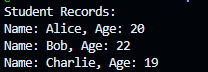 Student Records:
Name: Alice, Age: 20
Name: Bob, Age: 22
Name: Charlie, Age: 19